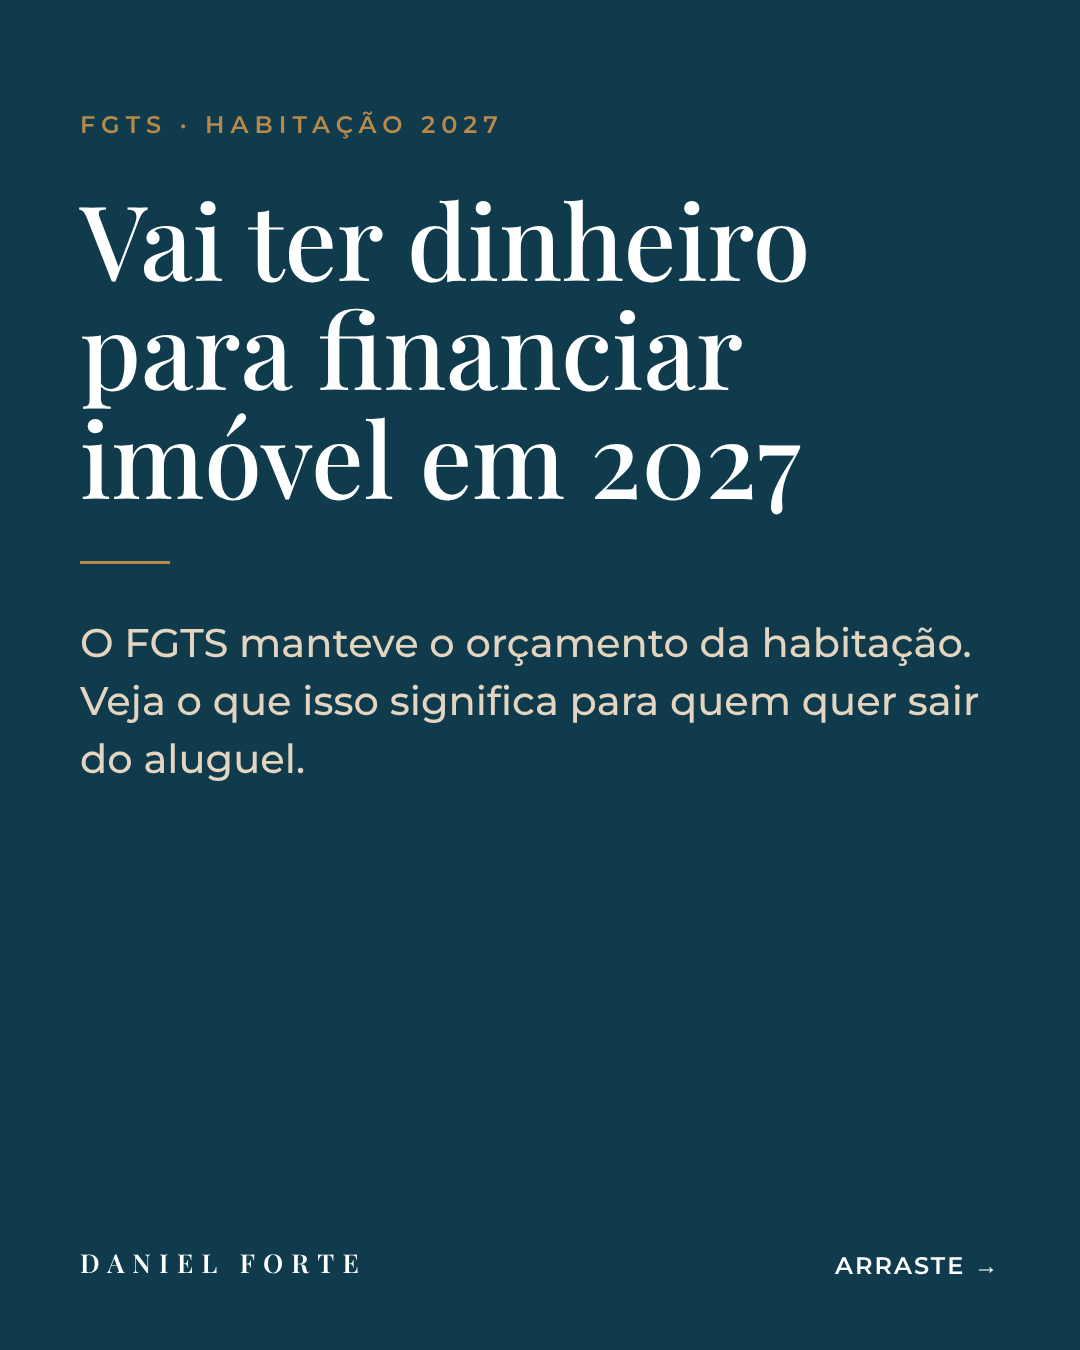 FGTS · HABITAÇÃO 2027
Vai ter dinheiro
para financiar
imóvel em 2027
O FGTS manteve o orçamento da habitação.
Veja o que isso significa para quem quer sair
do aluguel.
DANIEL FORTE
ARRASTE →